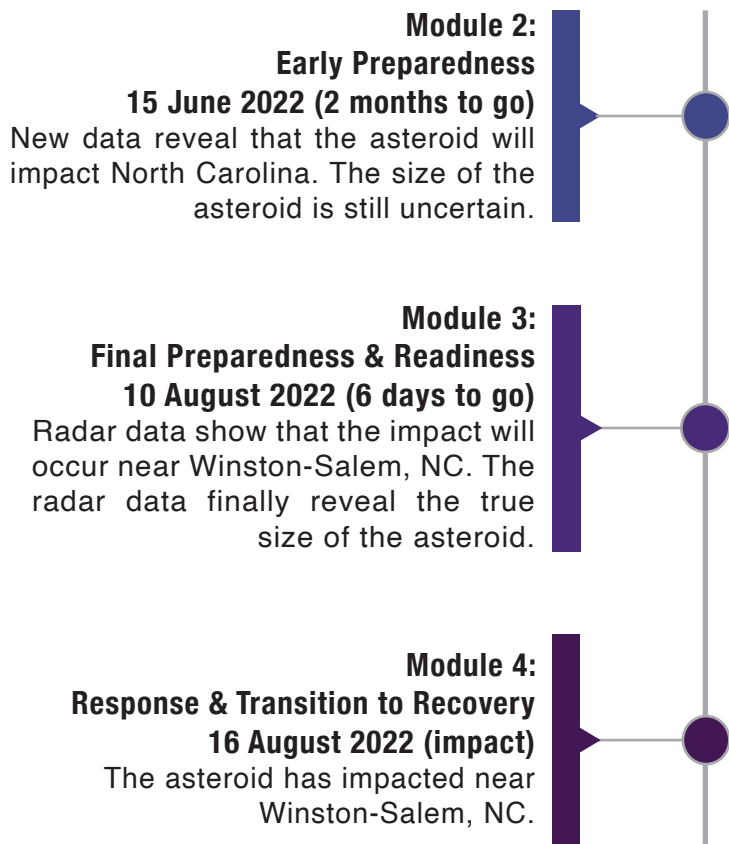 Module 2:
Early Preparedness
15 June 2022 (2 months to go)
New data reveal that the asteroid will
impact North Carolina. The size of the
asteroid is still uncertain.
Module 3:
Final Preparedness & Readiness
10 August 2022 (6 days to go)
Radar data show that the impact will
occur near Winston-Salem, NC. The
radar data finally reveal the true
size of the asteroid.
Module 4:
Response & Transition to Recovery
16 August 2022 (impact)
The asteroid has impacted near
Winston-Salem, NC.